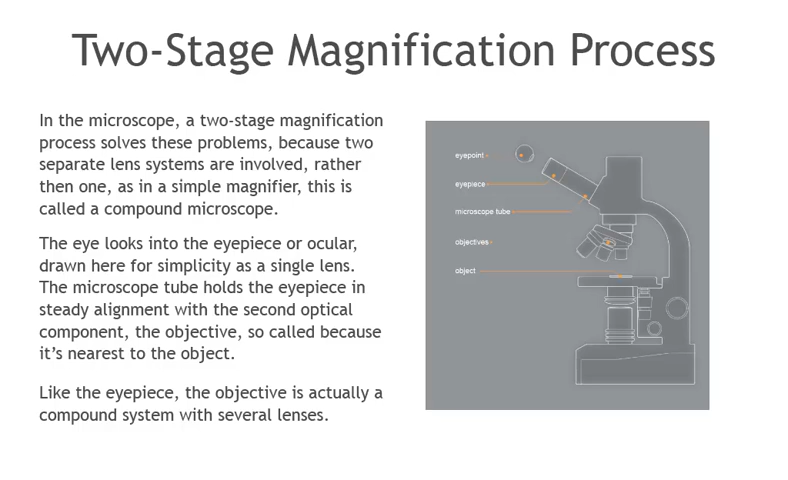 Two-Stage Magnification Process
In the microscope, a two-stage magnification
process solves these problems, because two
separate lens systems are involved, rather
then one, as in a simple magnifier, this is
called a compound microscope.
The eye looks into the eyepiece or ocular,
drawn here for simplicity as a single lens.
The microscope tube holds the eyepiece in
steady alignment with the second optical
component, the objective, so called because
it's nearest to the object.
Like the eyepiece, the objective is actually a
compound system with several lenses.
eyepoint
eyepiece
microscope tube
objectives
object